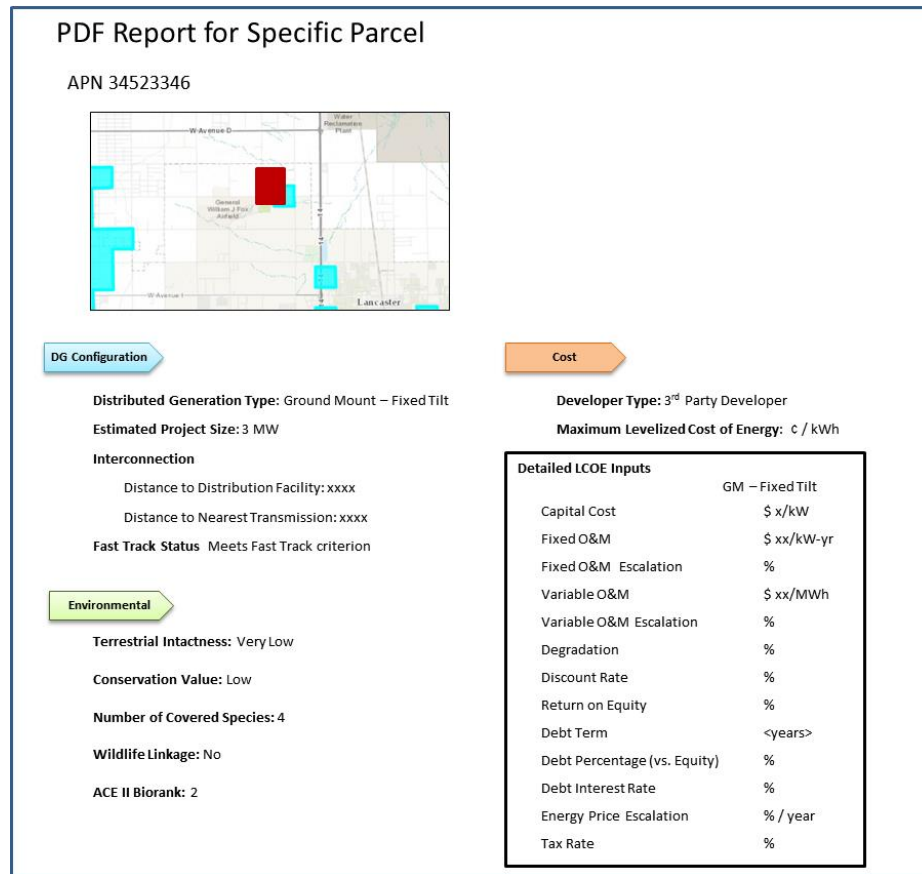 PDF Report for Specific Parcel
APN 34523346
Water
Reclamation
Plant
W Avenue D
General
William J Fox
Airfield
14
14
W Avenue I
Lancaster
DG Configuration
Distributed Generation Type: Ground Mount – Fixed Tilt
Estimated Project Size: 3 MW
Interconnection
Distance to Distribution Facility: xxxx
Distance to Nearest Transmission: xxxx
Fast Track Status Meets Fast Track criterion
Environmental
Terrestrial Intactness: Very Low
Conservation Value: Low
Number of Covered Species: 4
Wildlife Linkage: No
ACE II Biorank: 2
Cost
Developer Type: 3rd Party Developer
Maximum Levelized Cost of Energy: ¢ / kWh
Detailed LCOE Inputs
GM – Fixed Tilt
Capital Cost $ x/kW
Fixed O&M $ xx/kW-yr
Fixed O&M Escalation %
Variable O&M $ xx/MWh
Variable O&M Escalation %
Degradation %
Discount Rate %
Return on Equity %
Debt Term <years>
Debt Percentage (vs. Equity) %
Debt Interest Rate %
Energy Price Escalation % / year
Tax Rate %